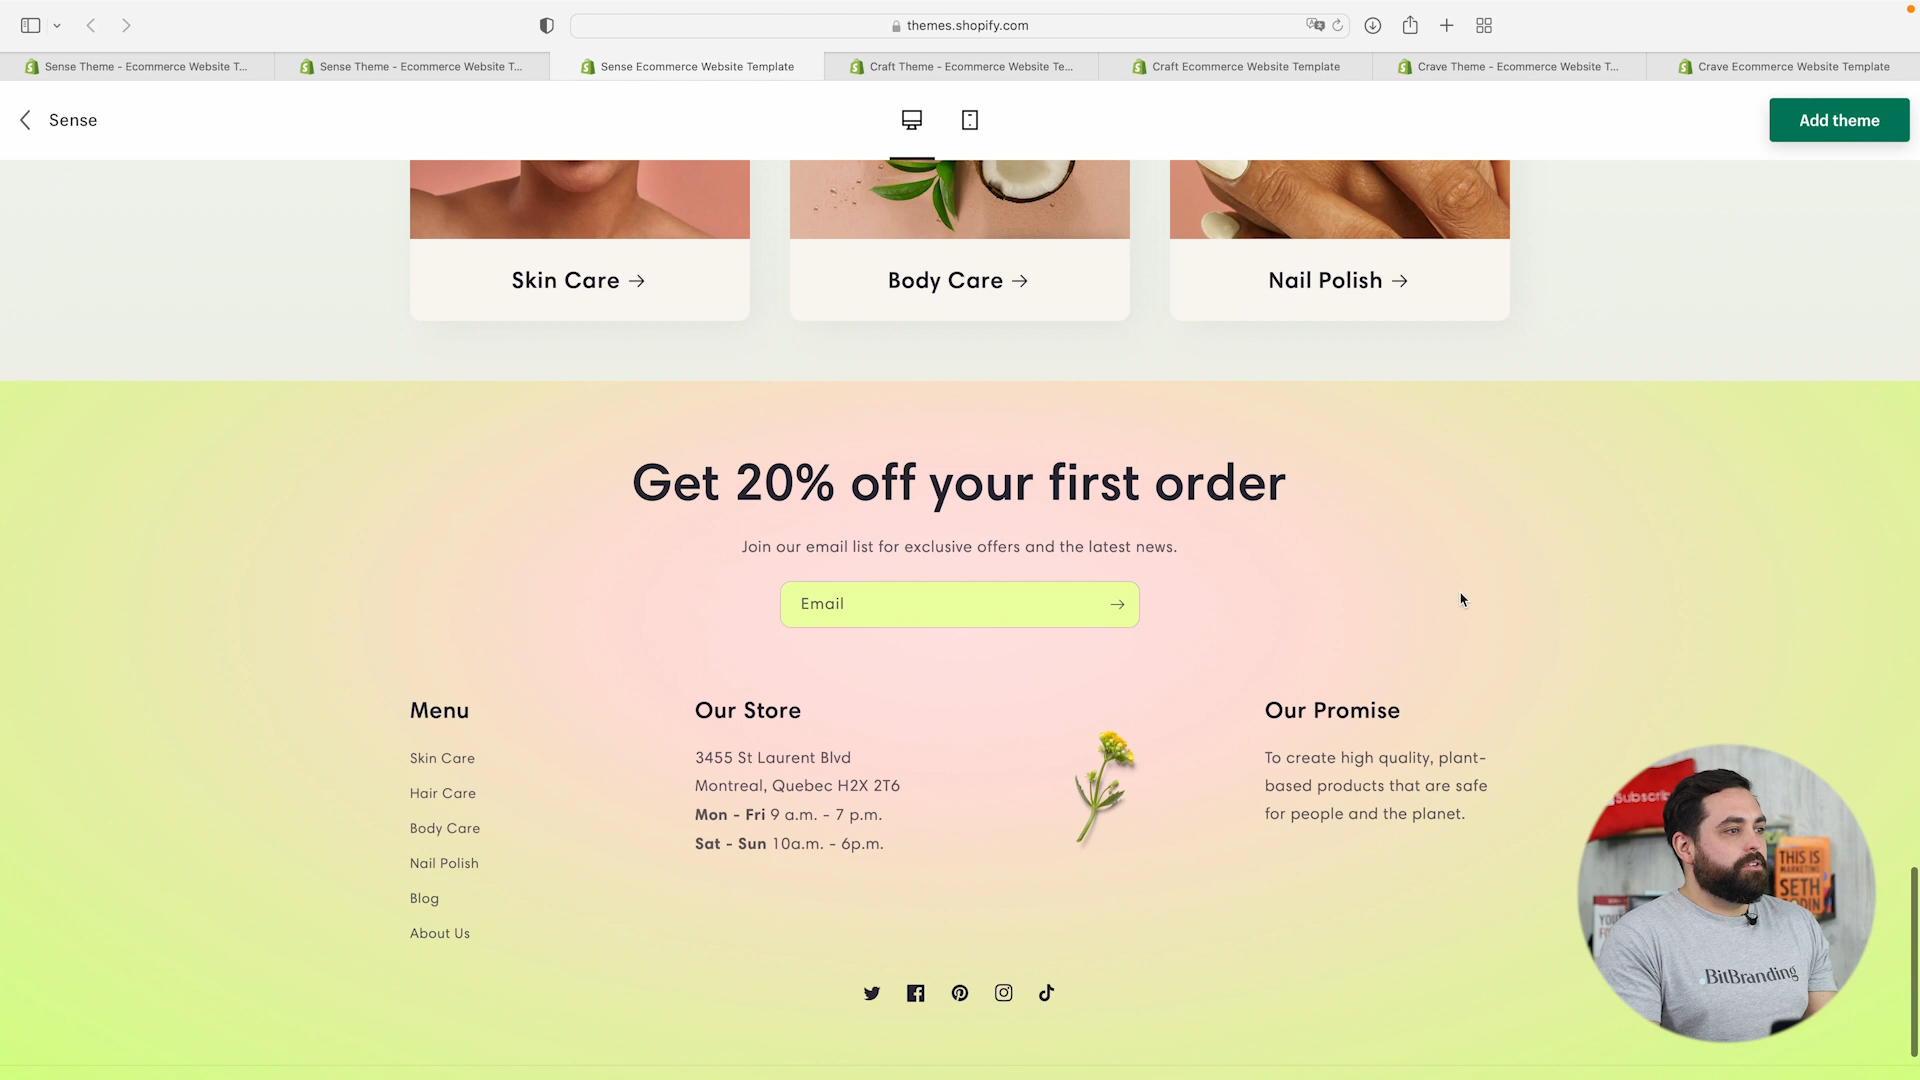 themes.shopify.com
Sense Theme - Ecommerce Website T...
Sense Theme - Ecommerce Website T...
Sense Ecommerce Website Template
Craft Theme - Ecommerce Website Te...
Craft Ecommerce Website Template
Crave Theme - Ecommerce Website T...
Crave Ecommerce Website Template
Sense
Add theme
Skin Care →
Body Care →
Nail Polish →
Get 20% off your first order
Join our email list for exclusive offers and the latest news.
Email →
Menu
Skin Care
Hair Care
Body Care
Nail Polish
Blog
About Us
Our Store
3455 St Laurent Blvd
Montreal, Quebec H2X 2T6
Mon - Fri 9 a.m. - 7 p.m.
Sat - Sun 10a.m. - 6p.m.
Our Promise
To create high quality, plant-
based products that are safe
for people and the planet.
THIS IS
MARKETING
SETH
BitBranding